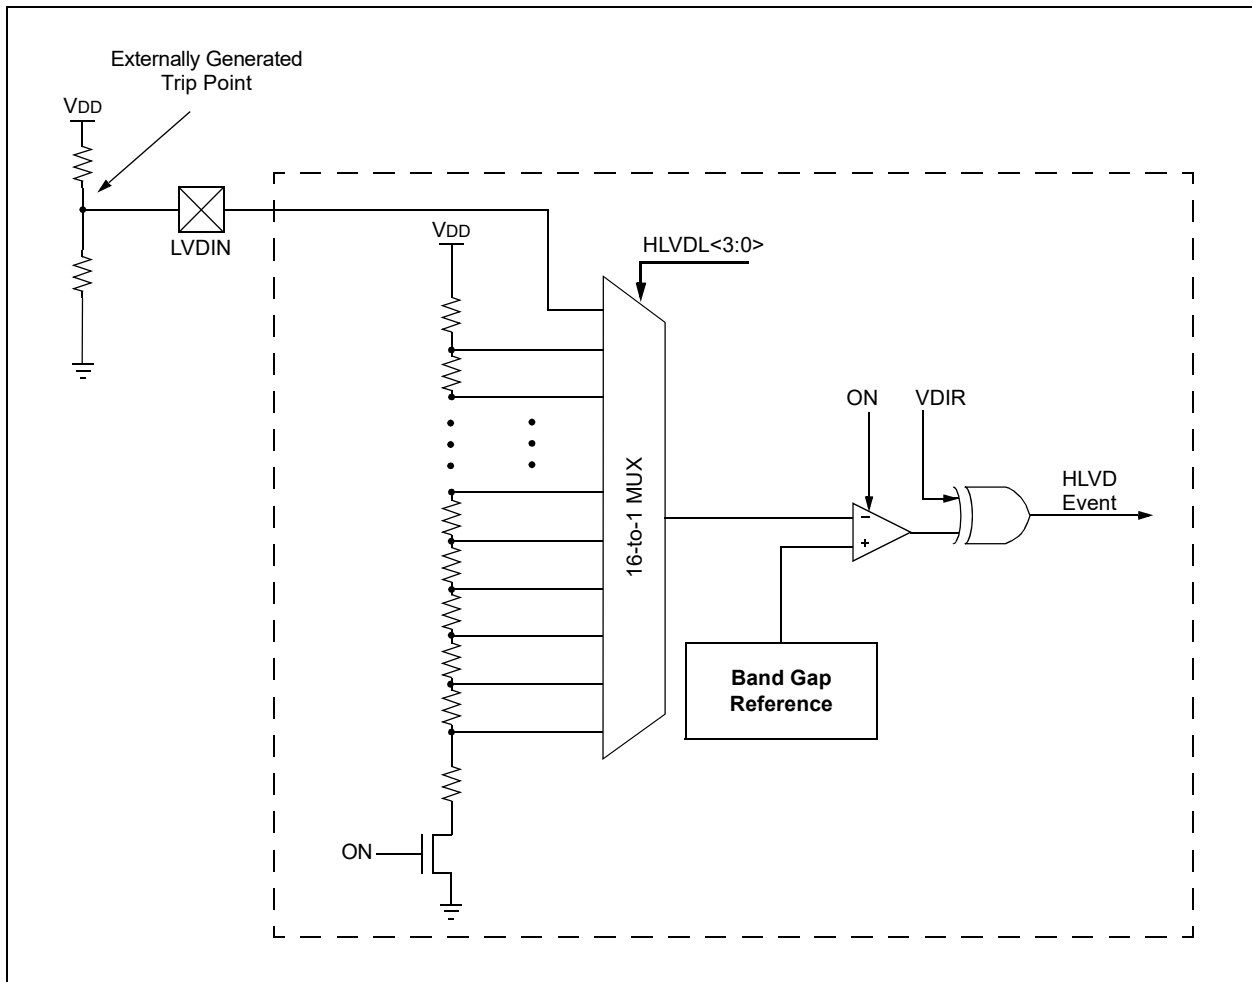 Externally Generated
Trip Point
VDD
LVDIN
VDD
HLVDL<3:0>
16-to-1 MUX
ON
VDIR
−
+
HLVD
Event
Band Gap
Reference
ON